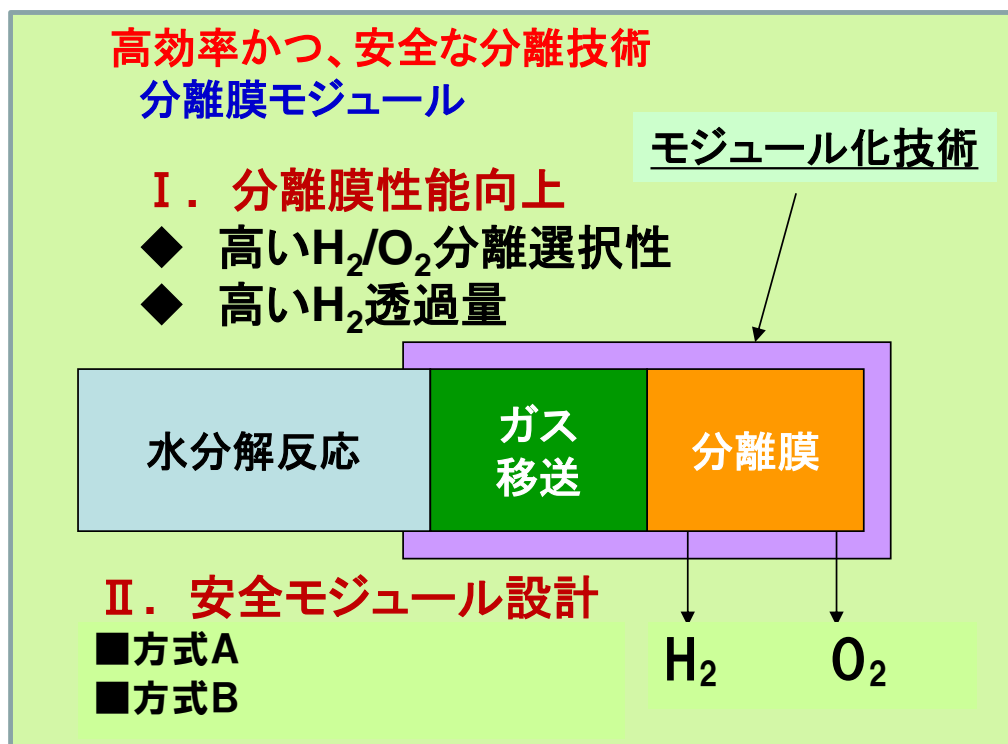 高効率かつ、安全な分離技術
分離膜モジュール
モジュール化技術
Ⅰ．分離膜性能向上
◆ 高いH₂/O₂分離選択性
◆ 高いH₂透過量
水分解反応
ガス
移送
分離膜
Ⅱ．安全モジュール設計
■方式A
■方式B
H₂
O₂